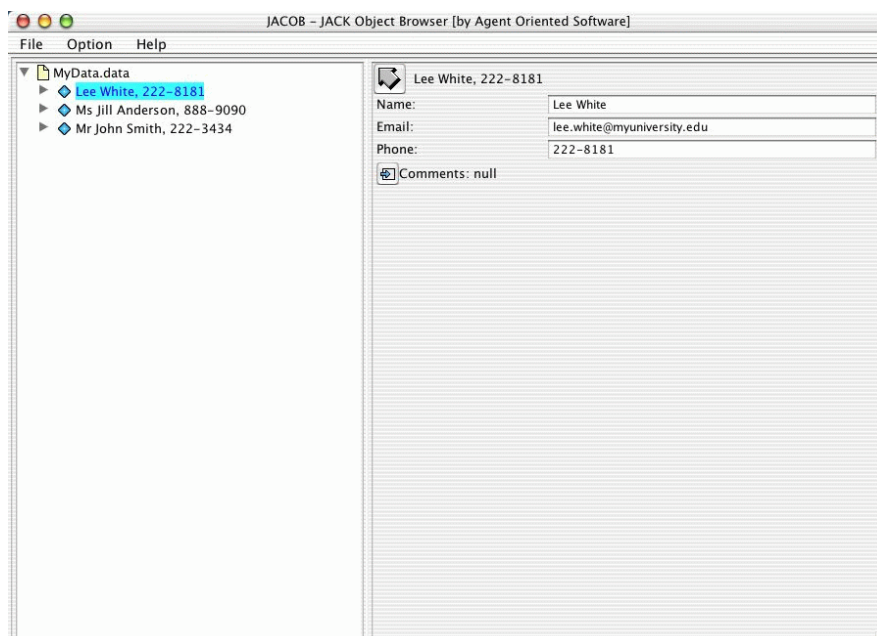 JACOB – JACK Object Browser [by Agent Oriented Software]
File Option Help
MyData.data
Lee White, 222–8181
Ms Jill Anderson, 888–9090
Mr John Smith, 222–3434
Lee White, 222–8181
Name: Lee White
Email: lee.white@myuniversity.edu
Phone: 222–8181
Comments: null